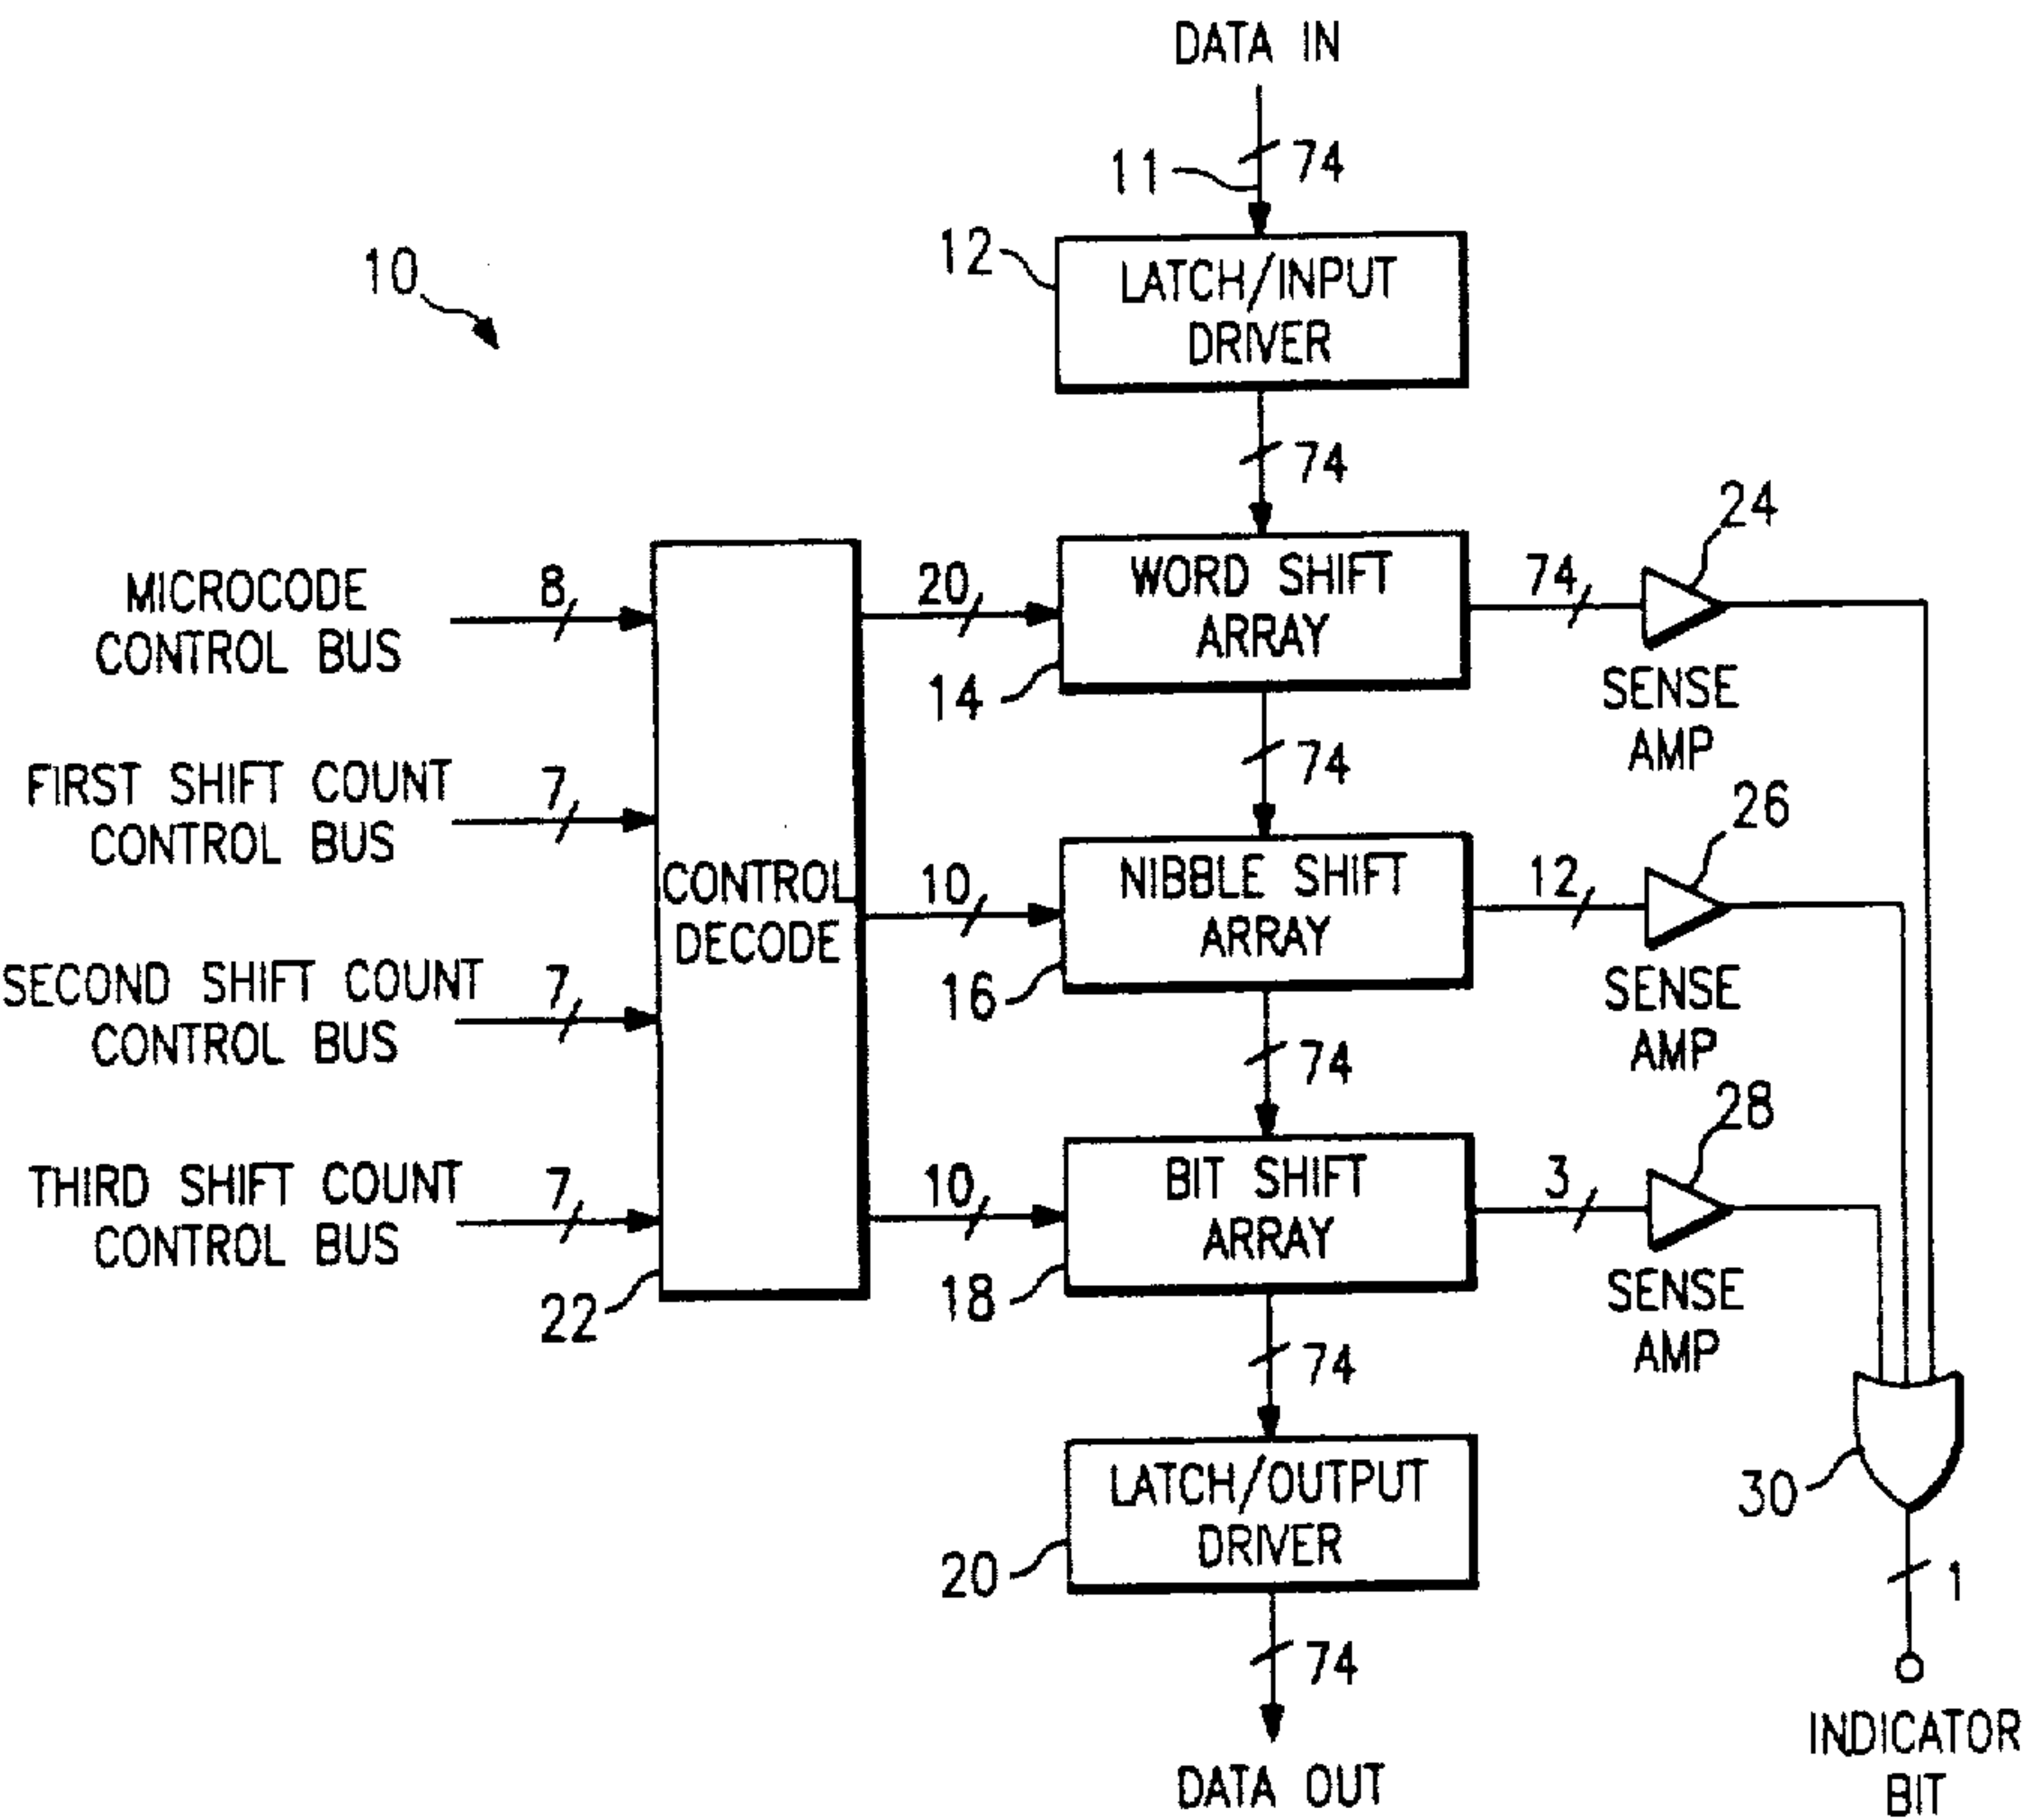 DATA IN
74
11
12
LATCH/INPUT
DRIVER
10
74
24
MICROCODE
CONTROL BUS
8
20
WORD SHIFT
ARRAY
74
14
SENSE
AMP
74
26
FIRST SHIFT COUNT
CONTROL BUS
7
CONTROL
DECODE
10
NIBBLE SHIFT
ARRAY
12
16
SENSE
AMP
SECOND SHIFT COUNT
CONTROL BUS
7
74
28
THIRD SHIFT COUNT
CONTROL BUS
7
10
BIT SHIFT
ARRAY
3
22
18
SENSE
AMP
74
LATCH/OUTPUT
DRIVER
30
20
1
74
DATA OUT
INDICATOR
BIT